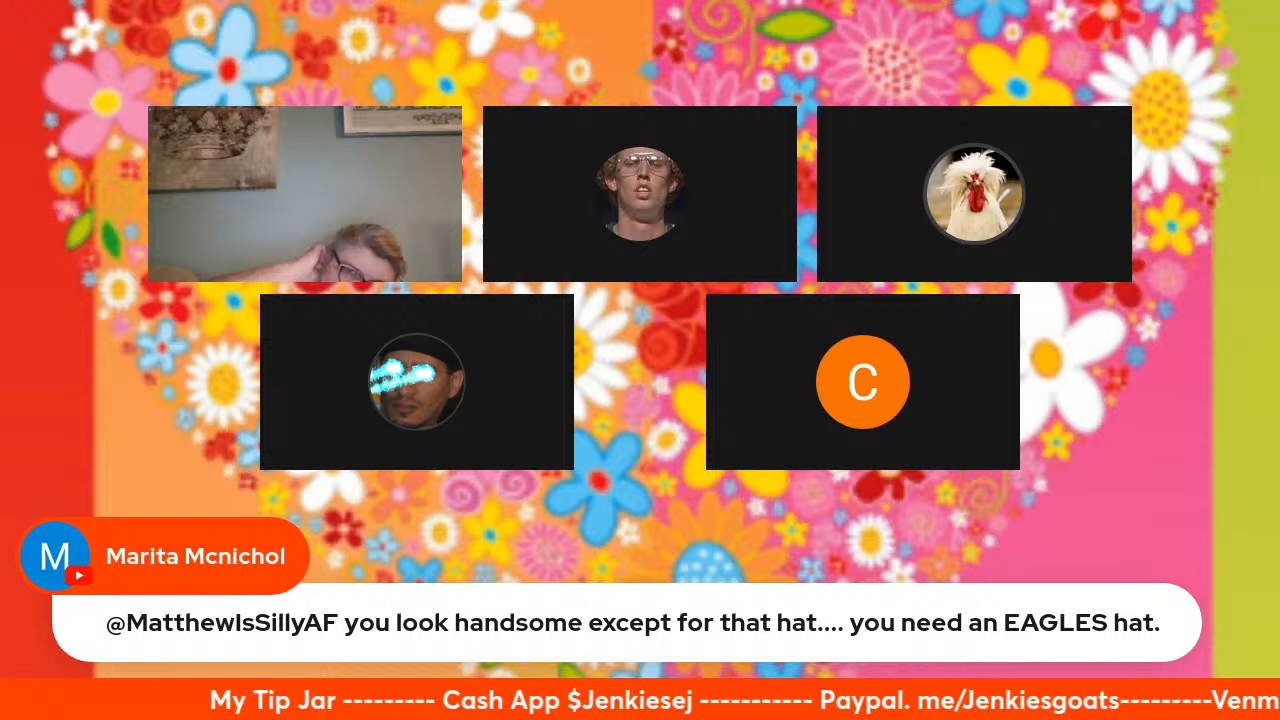 C
M
Marita Mcnichol
@MatthewIsSillyAF you look handsome except for that hat.... you need an EAGLES hat.
My Tip Jar --------- Cash App $Jenkiesej ----------- Paypal. me/Jenkiesgoats---------Venm